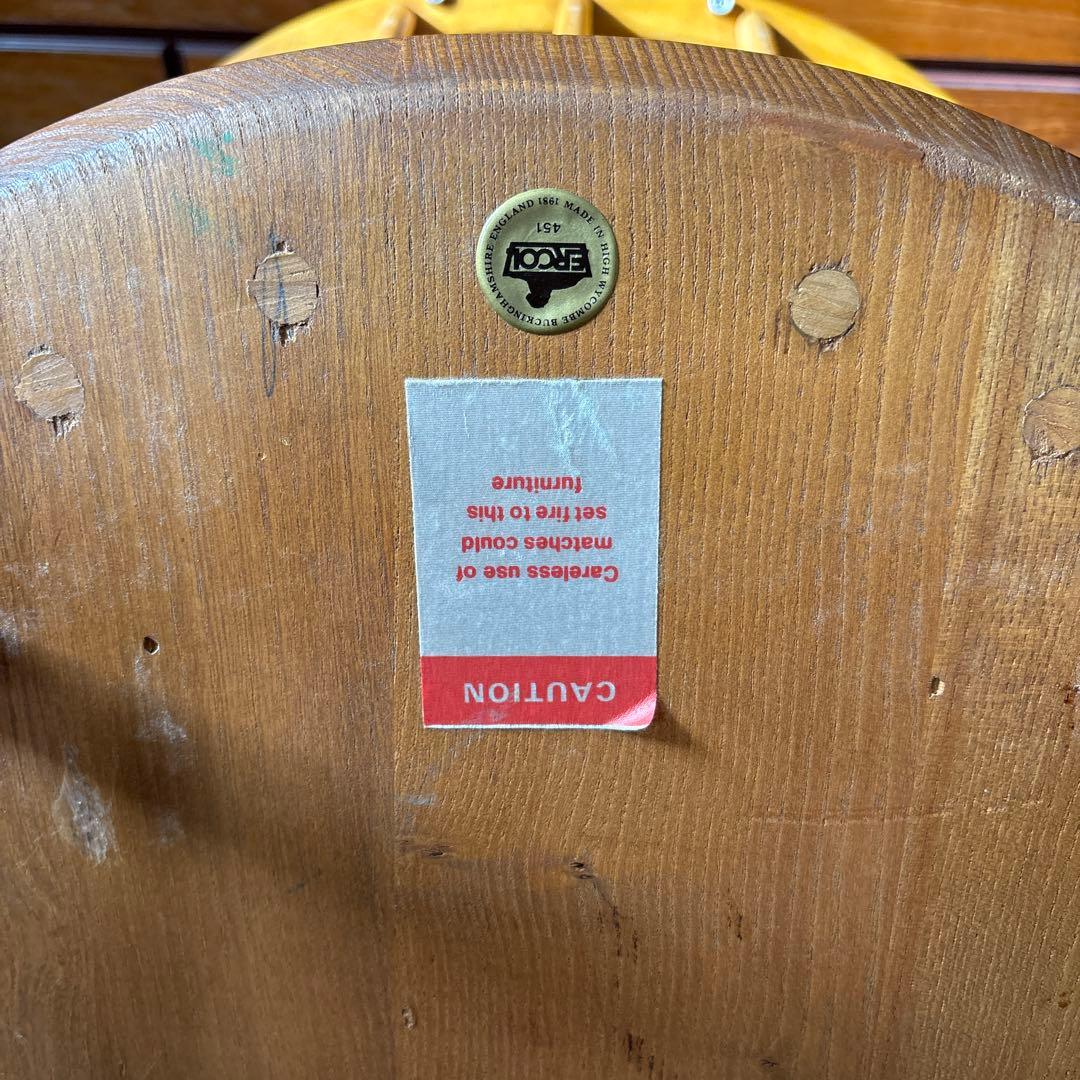 CAUTION
Careless use of
matches could
set fire to this
furniture
ERCOL
451
MADE IN HIGH WYCOMBE BUCKINGHAMSHIRE ENGLAND 1981